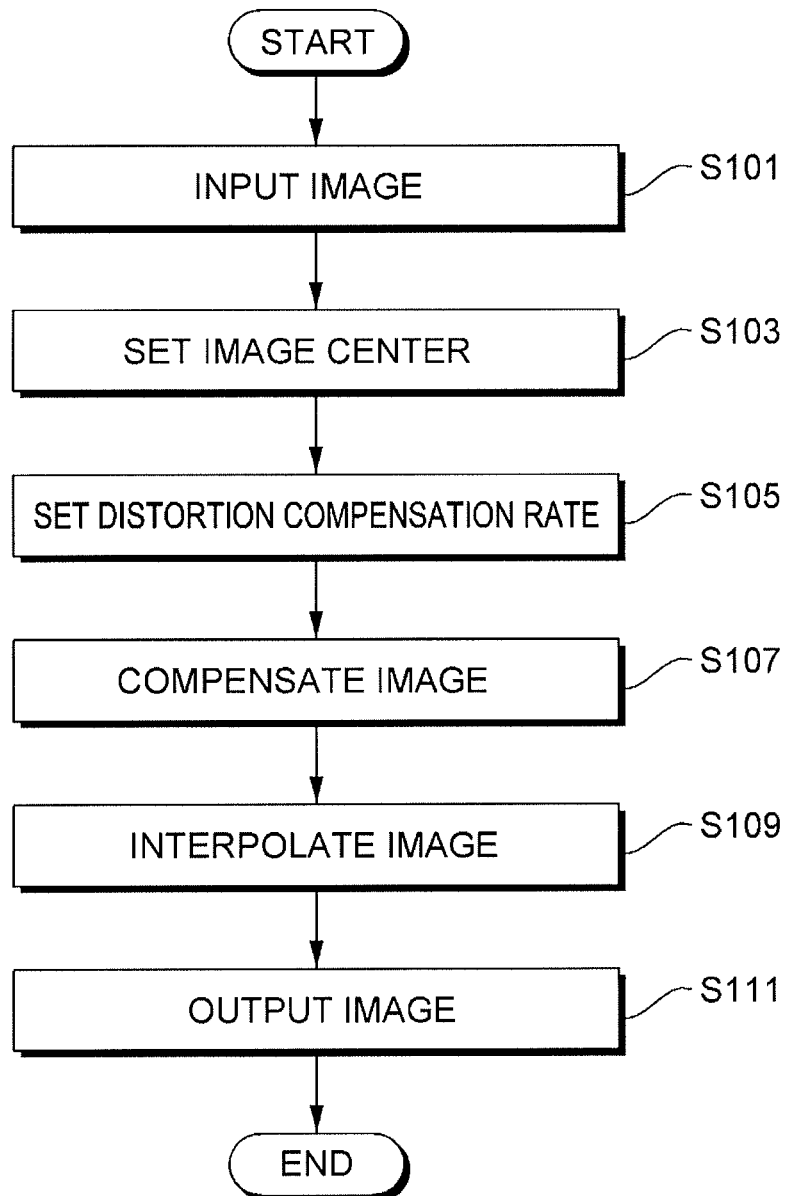 START
INPUT IMAGE
S101
SET IMAGE CENTER
S103
SET DISTORTION COMPENSATION RATE
S105
COMPENSATE IMAGE
S107
INTERPOLATE IMAGE
S109
OUTPUT IMAGE
S111
END